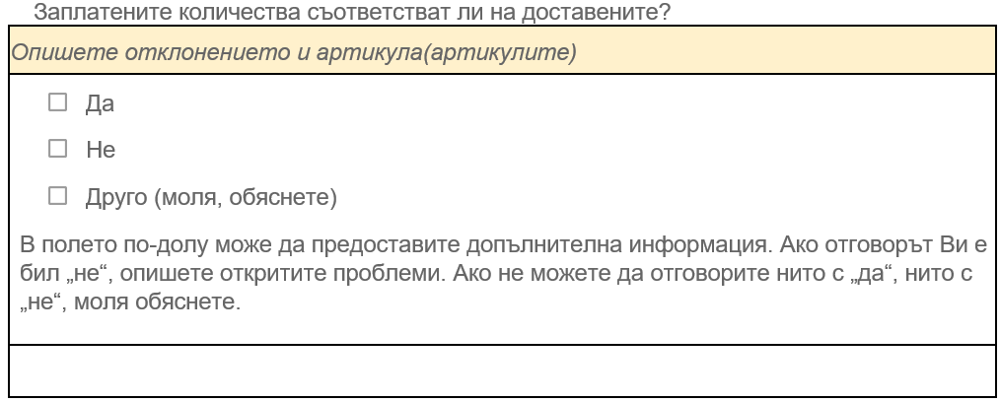 Заплатените количества съответстват ли на доставените?
Опишете отклонението и артикула(артикулите)
Да
Не
Друго (моля, обяснете)
В полето по-долу може да предоставите допълнителна информация. Ако отговорът Ви е
бил „не“, опишете откритите проблеми. Ако не можете да отговорите нито с „да“, нито с
„не“, моля обяснете.